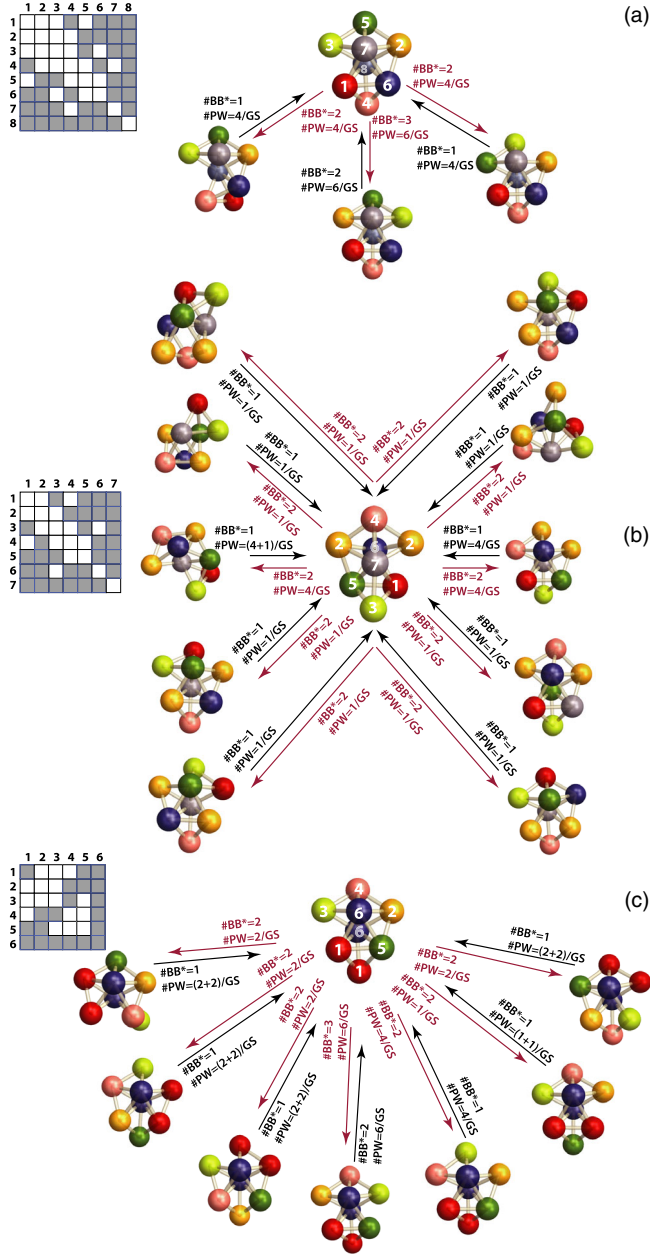 1 2 3 4 5 6 7 8
1
2
3
4
5
6
7
8
(a)
5
3 7 2
8
1 6
4
#BB*=1
#PW=4/GS
#BB*=2
#PW=4/GS
#BB*=3
#PW=6/GS
#BB*=2
#PW=6/GS
#BB*=2
#PW=4/GS
#BB*=1
#PW=4/GS
#BB*=1
#PW=1/GS
#BB*=2
#PW=1/GS
#BB*=2
#PW=1/GS
#BB*=1
#PW=1/GS
#BB*=1
#PW=1/GS
#BB*=2
#PW=1/GS
#BB*=1
#PW=1/GS
#BB*=2
#PW=1/GS
1 2 3 4 5 6 7
1
2
3
4
5
6
7
(b)
4
2 2
7
5 1
3
#BB*=1
#PW=(4+1)/GS
#BB*=2
#PW=4/GS
#BB*=1
#PW=4/GS
#BB*=2
#PW=4/GS
#BB*=1
#PW=1/GS
#BB*=2
#PW=1/GS
#BB*=2
#PW=1/GS
#BB*=1
#PW=1/GS
#BB*=1
#PW=1/GS
#BB*=2
#PW=1/GS
#BB*=2
#PW=1/GS
#BB*=1
#PW=1/GS
1 2 3 4 5 6
1
2
3
4
5
6
(c)
4
3 6 2
6
1 5
1
#BB*=2
#PW=2/GS
#BB*=1
#PW=(2+2)/GS
#BB*=2
#PW=2/GS
#BB*=1
#PW=(2+2)/GS
#BB*=2
#PW=2/GS
#BB*=1
#PW=(2+2)/GS
#BB*=3
#PW=6/GS
#BB*=2
#PW=6/GS
#BB*=2
#PW=4/GS
#BB*=1
#PW=4/GS
#BB*=2
#PW=1/GS
#BB*=1
#PW=(1+1)/GS
#BB*=2
#PW=2/GS
#BB*=1
#PW=(2+2)/GS